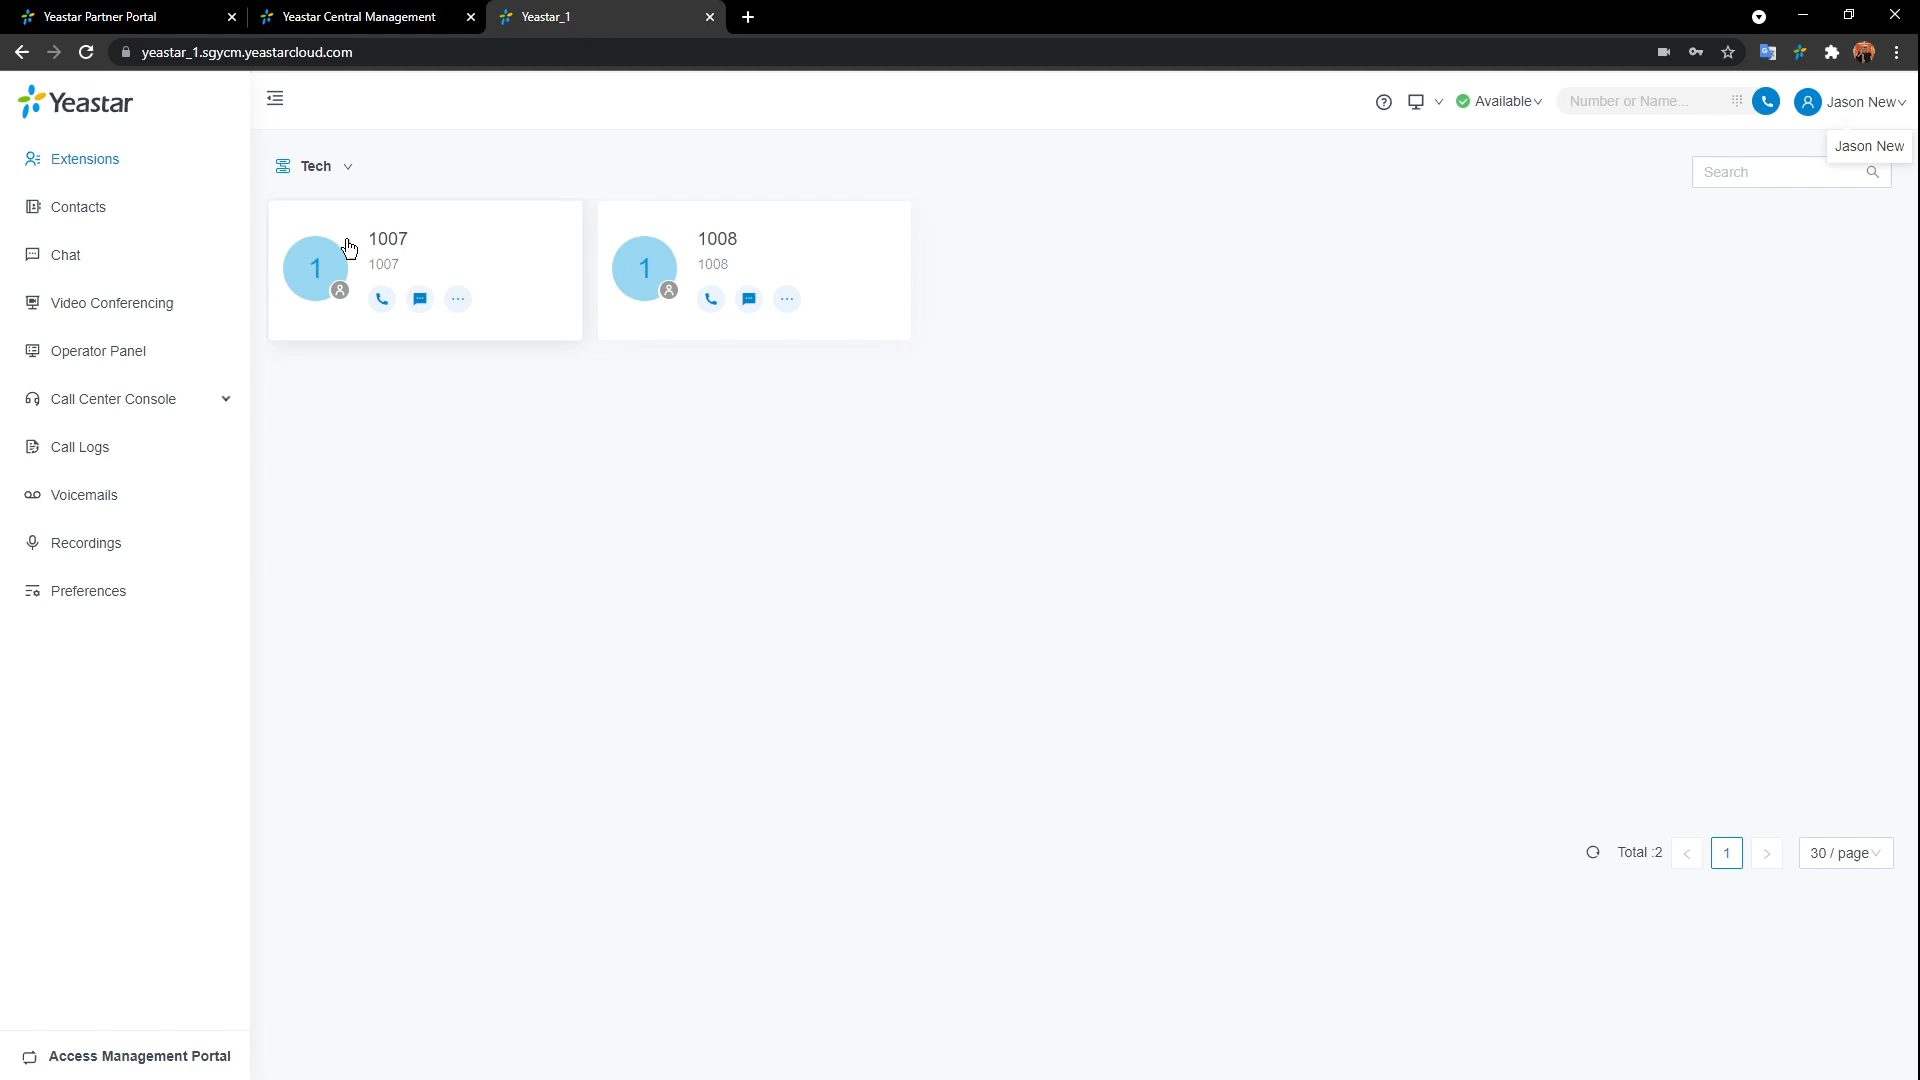 Yeastar Partner Portal
Yeastar Central Management
Yeastar_1
yeastar_1.sgycm.yeastarcloud.com
Yeastar
Available
Number or Name...
Jason New
Jason New
Extensions
Contacts
Chat
Video Conferencing
Operator Panel
Call Center Console
Call Logs
Voicemails
Recordings
Preferences
Access Management Portal
Tech
Search
1
1007
1007
1
1008
1008
Total :2
1
30 / page